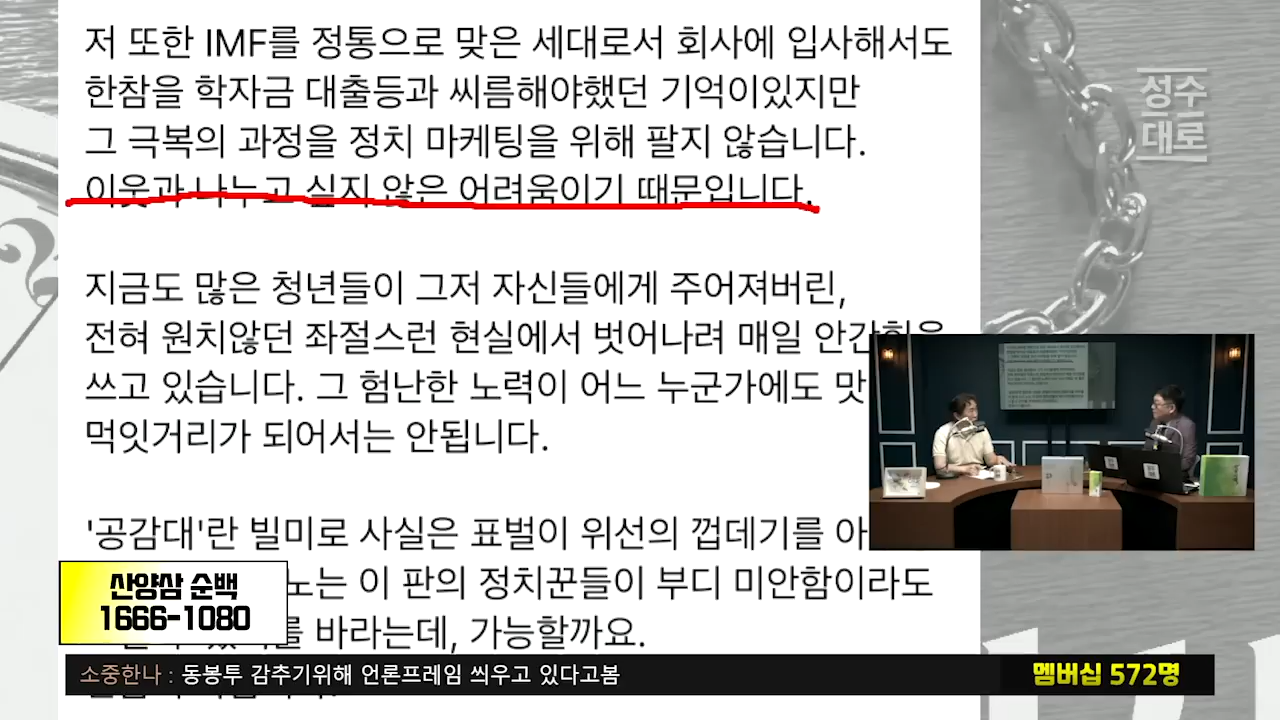 저 또한 IMF를 정통으로 맞은 세대로서 회사에 입사해서도
한참을 학자금 대출등과 씨름해야했던 기억이있지만
그 극복의 과정을 정치 마케팅을 위해 팔지 않습니다.
이웃과 나누고 싶지 않은 어려움이기 때문입니다.
지금도 많은 청년들이 그저 자신들에게 주어져버린,
전혀 원치않던 좌절스런 현실에서 벗어나려 매일 안간힘을
쓰고 있습니다. 그 험난한 노력이 어느 누군가에도 맛
먹잇거리가 되어서는 안됩니다.
'공감대'란 빌미로 사실은 표벌이 위선의 껍데기를 아
노는 이 판의 정치꾼들이 부디 미안함이라도
를 바라는데, 가능할까요.
성수
대로
산양삼 순백
1666-1080
소중한나 : 동봉투 감추기위해 언론프레임 씌우고 있다고봄
멤버십 572명